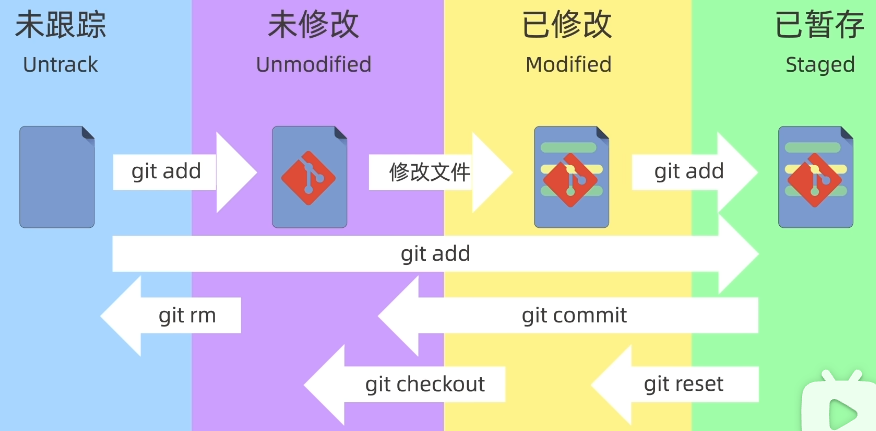 未跟踪
Untrack
未修改
Unmodified
已修改
Modified
已暂存
Staged
git add
修改文件
git add
git add
git rm
git commit
git checkout
git reset